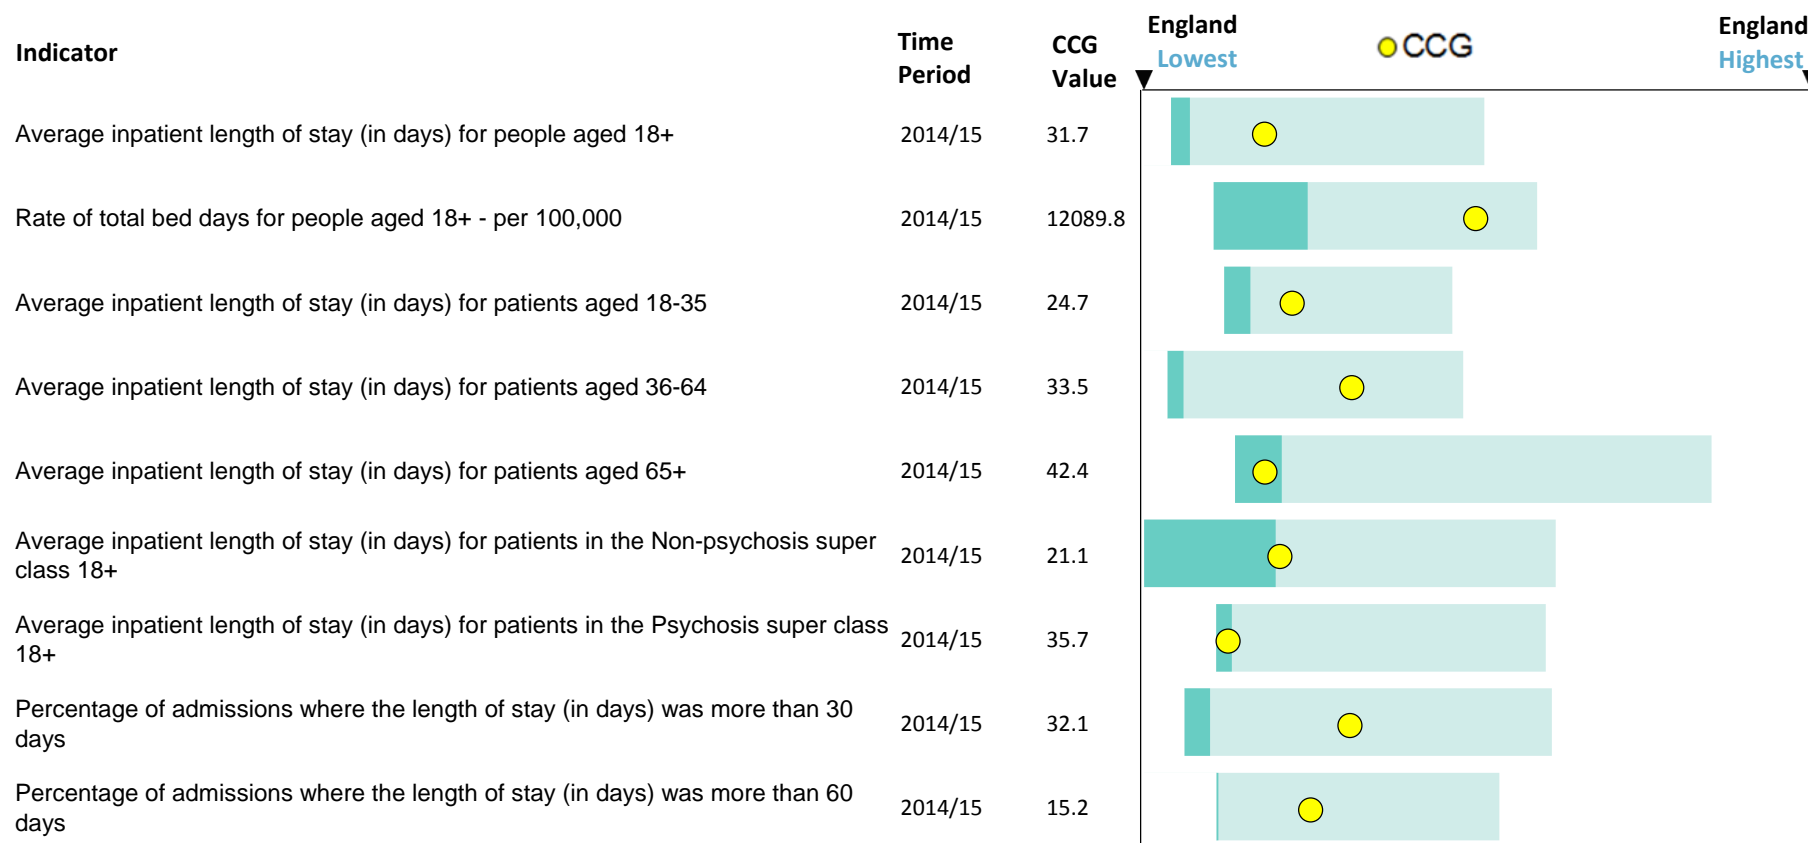 Indicator
Time
Period
CCG
Value
England
Lowest
CCG
England
Highest
Average inpatient length of stay (in days) for people aged 18+ 2014/15 31.7
Rate of total bed days for people aged 18+ - per 100,000 2014/15 12089.8
Average inpatient length of stay (in days) for patients aged 18-35 2014/15 24.7
Average inpatient length of stay (in days) for patients aged 36-64 2014/15 33.5
Average inpatient length of stay (in days) for patients aged 65+ 2014/15 42.4
Average inpatient length of stay (in days) for patients in the Non-psychosis super
class 18+
2014/15 21.1
Average inpatient length of stay (in days) for patients in the Psychosis super class
18+
2014/15 35.7
Percentage of admissions where the length of stay (in days) was more than 30
days
2014/15 32.1
Percentage of admissions where the length of stay (in days) was more than 60
days
2014/15 15.2